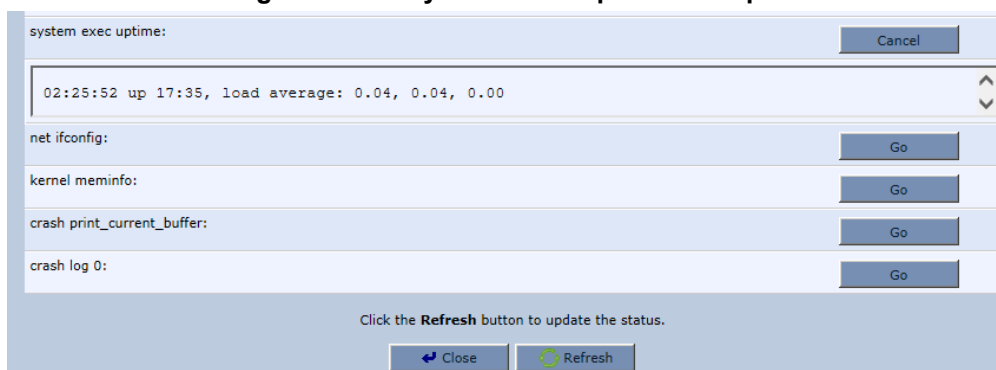 system exec uptime:
Cancel
02:25:52 up 17:35, load average: 0.04, 0.04, 0.00
net ifconfig:
Go
kernel meminfo:
Go
crash print_current_buffer:
Go
crash log 0:
Go
Click the Refresh button to update the status.
Close
Refresh